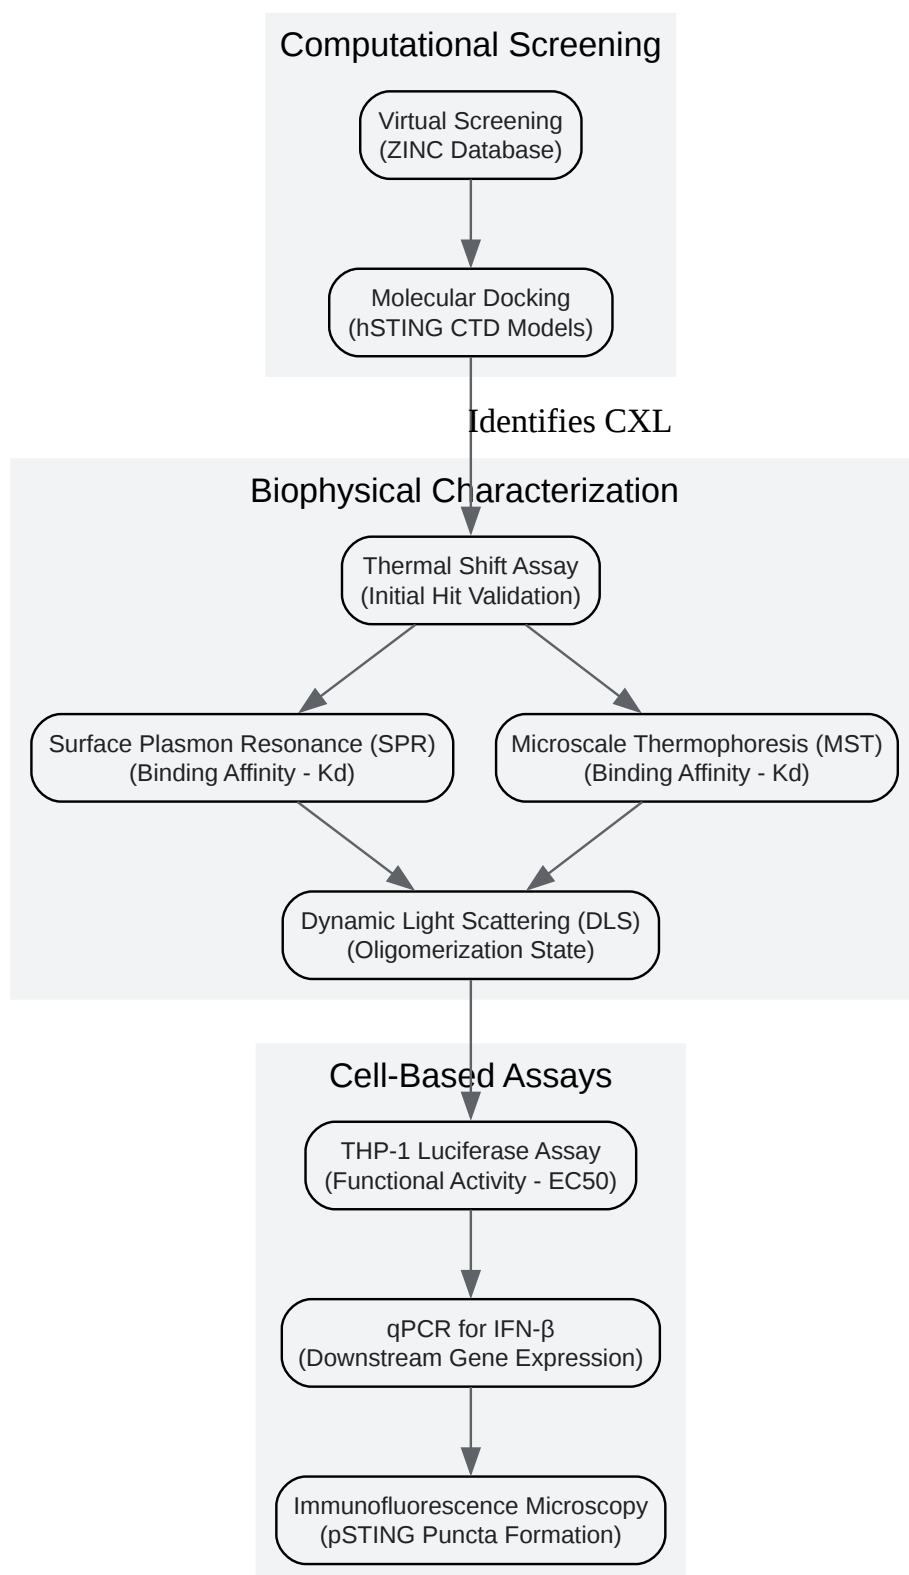 Computational Screening
Virtual Screening
(ZINC Database)
Molecular Docking
(hSTING CTD Models)
Identifies CXL
Biophysical Characterization
Thermal Shift Assay
(Initial Hit Validation)
Surface Plasmon Resonance (SPR)
(Binding Affinity - Kd)
Microscale Thermophoresis (MST)
(Binding Affinity - Kd)
Dynamic Light Scattering (DLS)
(Oligomerization State)
Cell-Based Assays
THP-1 Luciferase Assay
(Functional Activity - EC50)
qPCR for IFN-β
(Downstream Gene Expression)
Immunofluorescence Microscopy
(pSTING Puncta Formation)